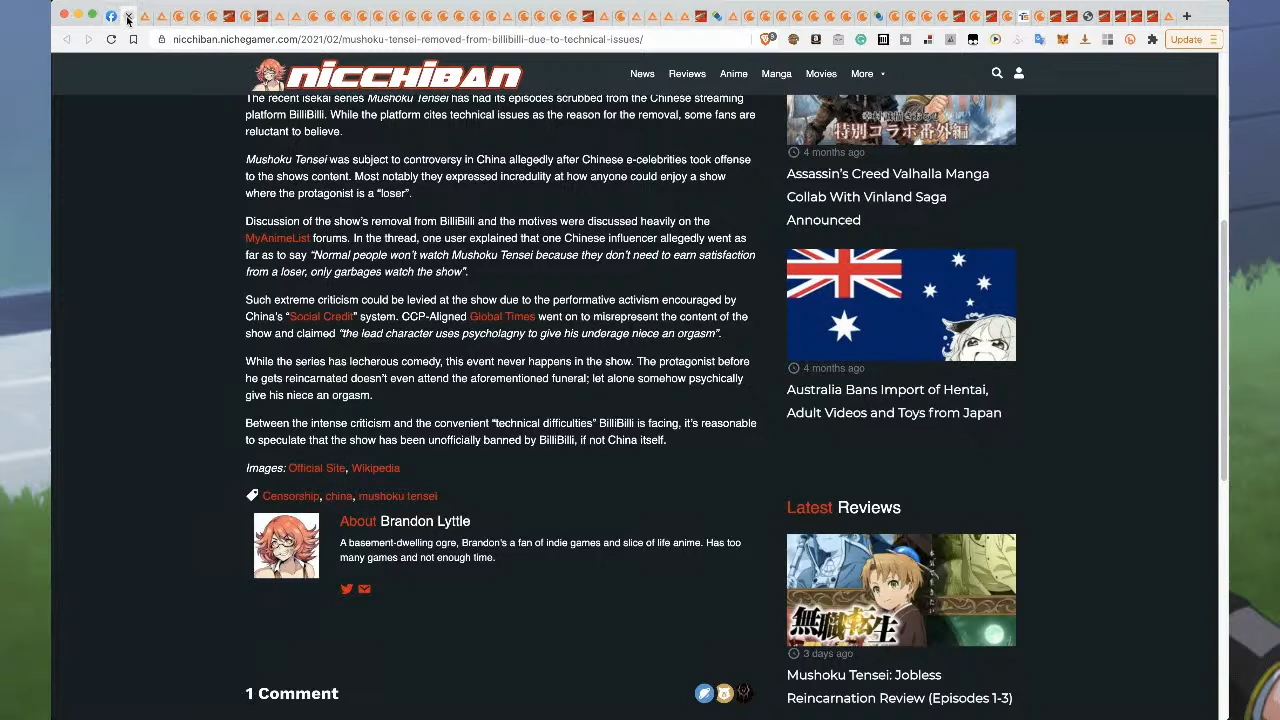 nicchiban.nichegamer.com/2021/02/mushoku-tensei-removed-from-billibilli-due-to-technical-issues/
Update
NICCHIBAN
News Reviews Anime Manga Movies More
The recent isekai series Mushoku Tensei has had its episodes scrubbed from the Chinese streaming
platform BilliBilli. While the platform cites technical issues as the reason for the removal, some fans are
reluctant to believe.
Mushoku Tensei was subject to controversy in China allegedly after Chinese e-celebrities took offense
to the shows content. Most notably they expressed incredulity at how anyone could enjoy a show
where the protagonist is a “loser”.
Discussion of the show’s removal from BilliBilli and the motives were discussed heavily on the
MyAnimeList forums. In the thread, one user explained that one Chinese influencer allegedly went as
far as to say “Normal people won’t watch Mushoku Tensei because they don’t need to earn satisfaction
from a loser, only garbages watch the show”.
Such extreme criticism could be levied at the show due to the performative activism encouraged by
China’s “Social Credit” system. CCP-Aligned Global Times went on to misrepresent the content of the
show and claimed “the lead character uses psycholagny to give his underage niece an orgasm”.
While the series has lecherous comedy, this event never happens in the show. The protagonist before
he gets reincarnated doesn’t even attend the aforementioned funeral; let alone somehow psychically
give his niece an orgasm.
Between the intense criticism and the convenient “technical difficulties” BilliBilli is facing, it’s reasonable
to speculate that the show has been unofficially banned by BilliBilli, if not China itself.
Images: Official Site, Wikipedia
Censorship, china, mushoku tensei
About Brandon Lyttle
A basement-dwelling ogre, Brandon’s a fan of indie games and slice of life anime. Has too
many games and not enough time.
1 Comment
特別コラボ番外編
4 months ago
Assassin’s Creed Valhalla Manga
Collab With Vinland Saga
Announced
4 months ago
Australia Bans Import of Hentai,
Adult Videos and Toys from Japan
Latest Reviews
無職転生
3 days ago
Mushoku Tensei: Jobless
Reincarnation Review (Episodes 1-3)